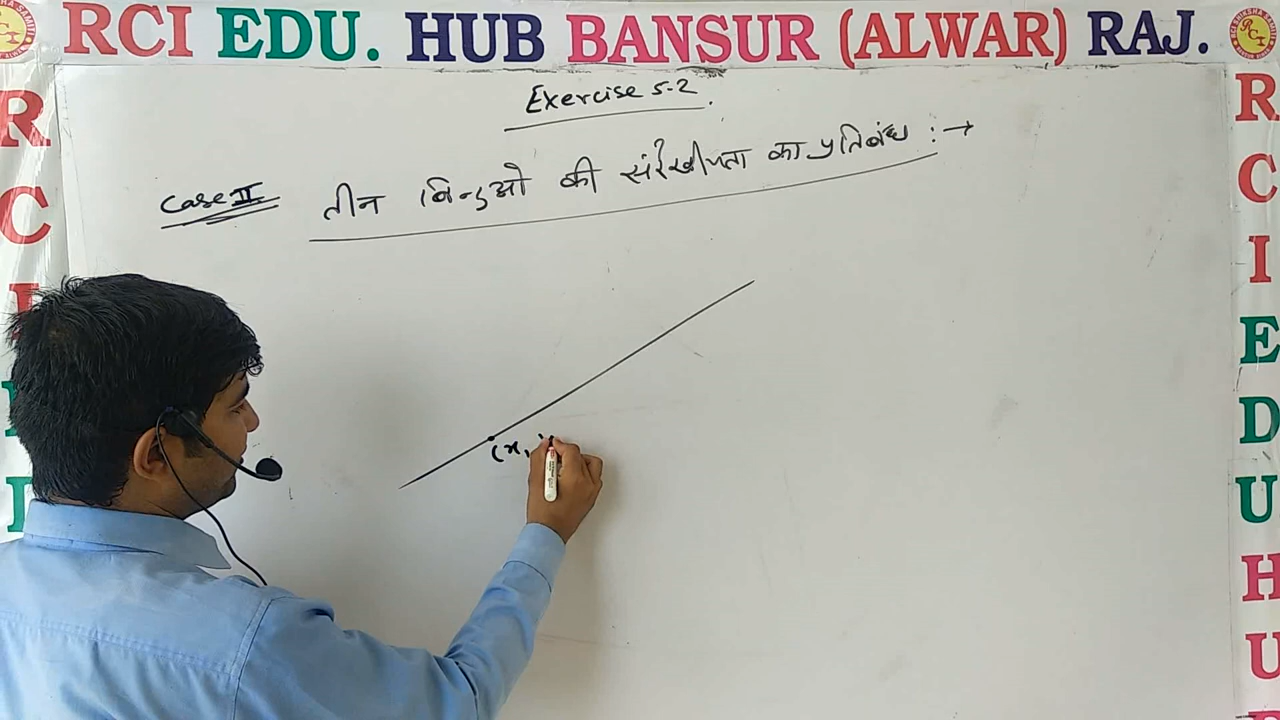 RCI EDU. HUB BANSUR (ALWAR) RAJ.
Exercise 5.2
Case II तीन बिन्दुओ की संरेखीयता का प्रतिबंध :→
(x,
R
C
I
E
D
U
R
C
I
E
D
U
H
U